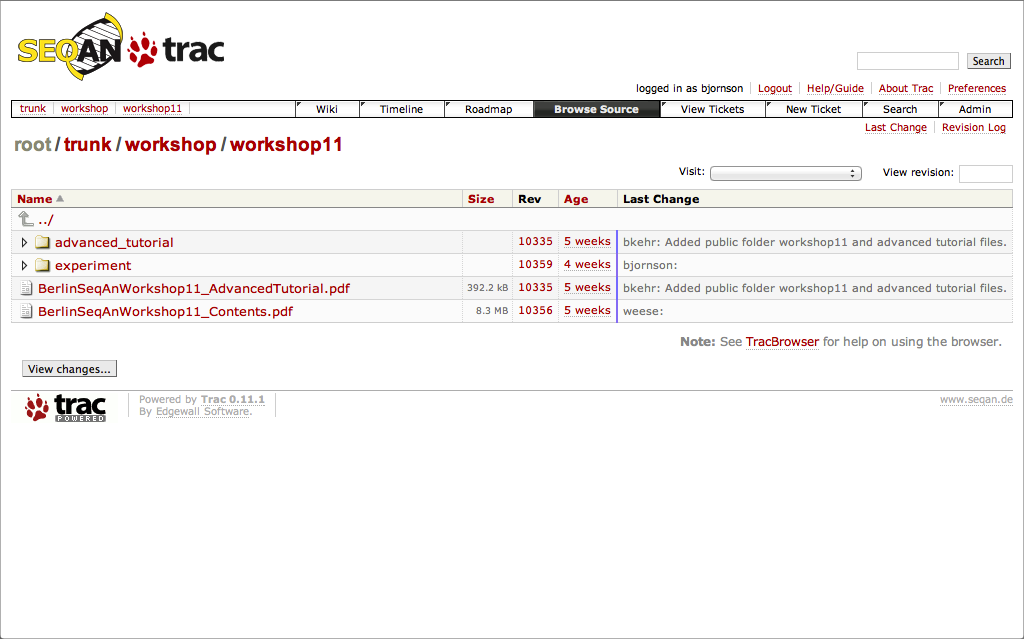 SEQAN trac
Search
logged in as bjornson Logout Help/Guide About Trac Preferences
trunk workshop workshop11 Wiki Timeline Roadmap Browse Source View Tickets New Ticket Search Admin
Last Change Revision Log
root / trunk / workshop / workshop11
Visit: View revision:
Name Size Rev Age Last Change
../
advanced_tutorial 10335 5 weeks bkehr: Added public folder workshop11 and advanced tutorial files.
experiment 10359 4 weeks bjornson:
BerlinSeqAnWorkshop11_AdvancedTutorial.pdf 392.2 kB 10335 5 weeks bkehr: Added public folder workshop11 and advanced tutorial files.
BerlinSeqAnWorkshop11_Contents.pdf 8.3 MB 10356 5 weeks weese:
Note: See TracBrowser for help on using the browser.
View changes...
trac POWERED
Powered by Trac 0.11.1
By Edgewall Software.
www.seqan.de